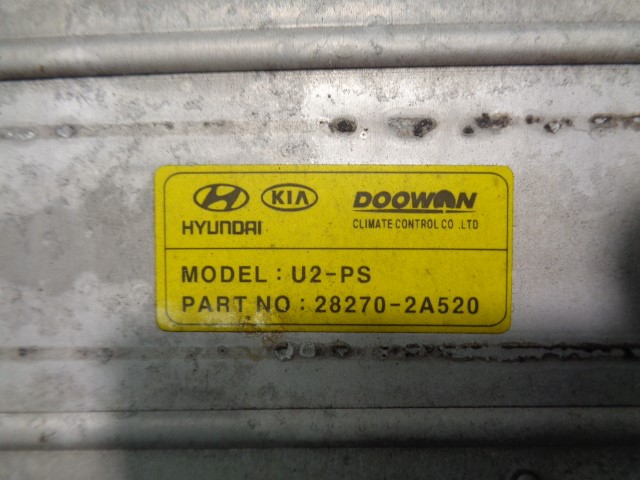 KIA DOOWON
HYUNDAI CLIMATE CONTROL CO .,LTD
MODEL : U2-PS
PART NO : 28270-2A520